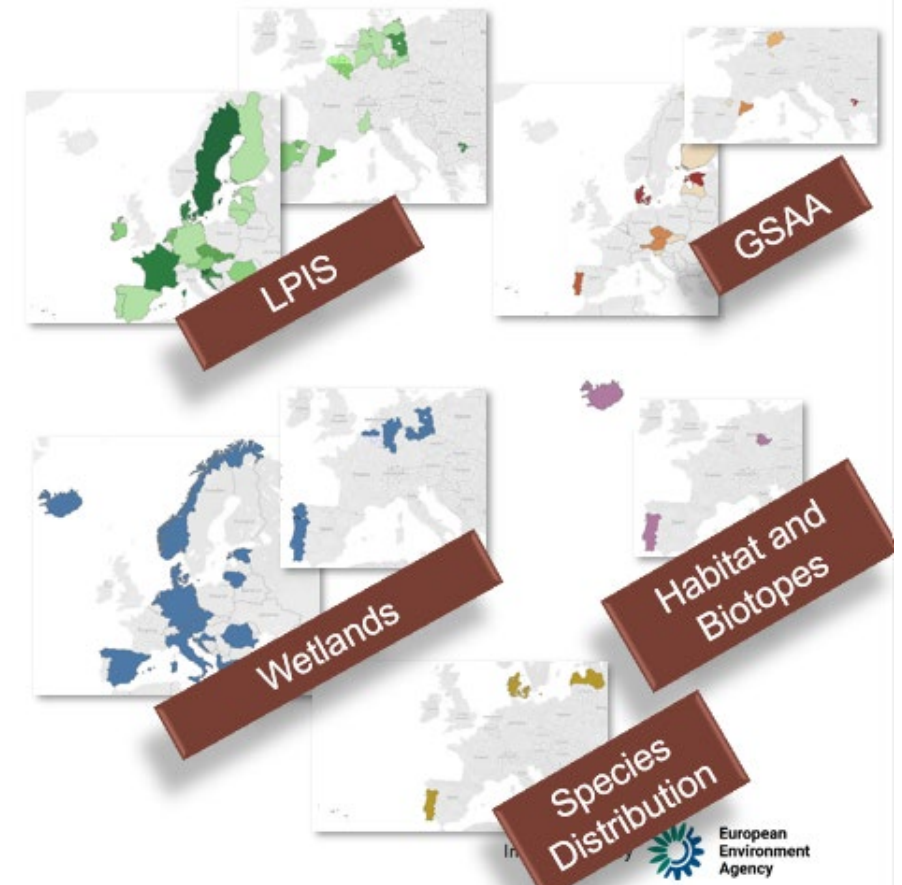 LPIS
GSAA
Wetlands
Habitat and
Biotopes
Species
Distribution
European
Environment
Agency